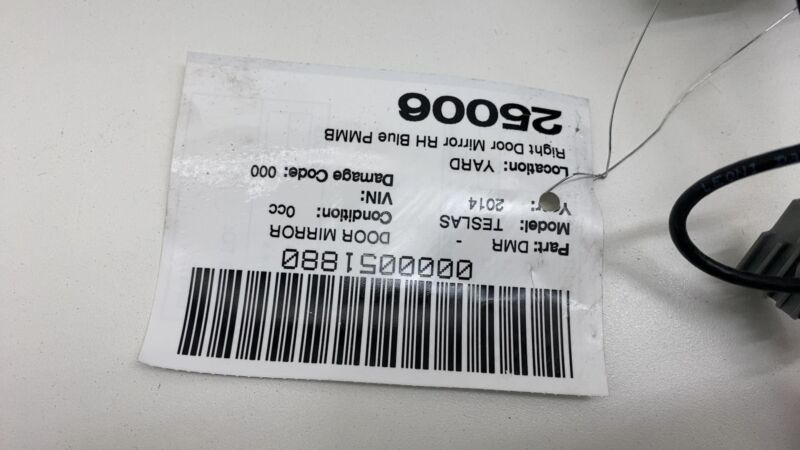 0000051880
Part: DMR - DOOR MIRROR
Model: TESLAS Condition: 0cc
Year: 2014 VIN:
Location: YARD Damage Code: 000
Right Door Mirror RH Blue PMMB
25006